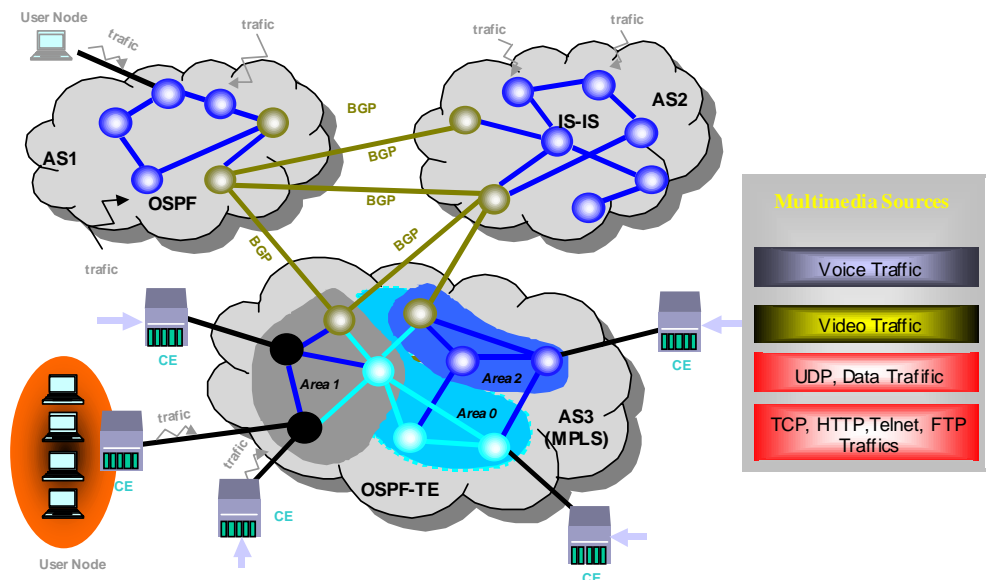 User Node
trafic
trafic
trafic
trafic
BGP
AS2
IS-IS
AS1
BGP
OSPF
BGP
Multimedia Sources
BGP
BGP
trafic
Voice Traffic
CE
CE
Video Traffic
Area 1
Area 2
UDP, Data Trafific
Area 0
AS3
(MPLS)
TCP, HTTP,Telnet, FTP
Traffics
trafic
trafic
CE
OSPF-TE
CE
User Node
CE